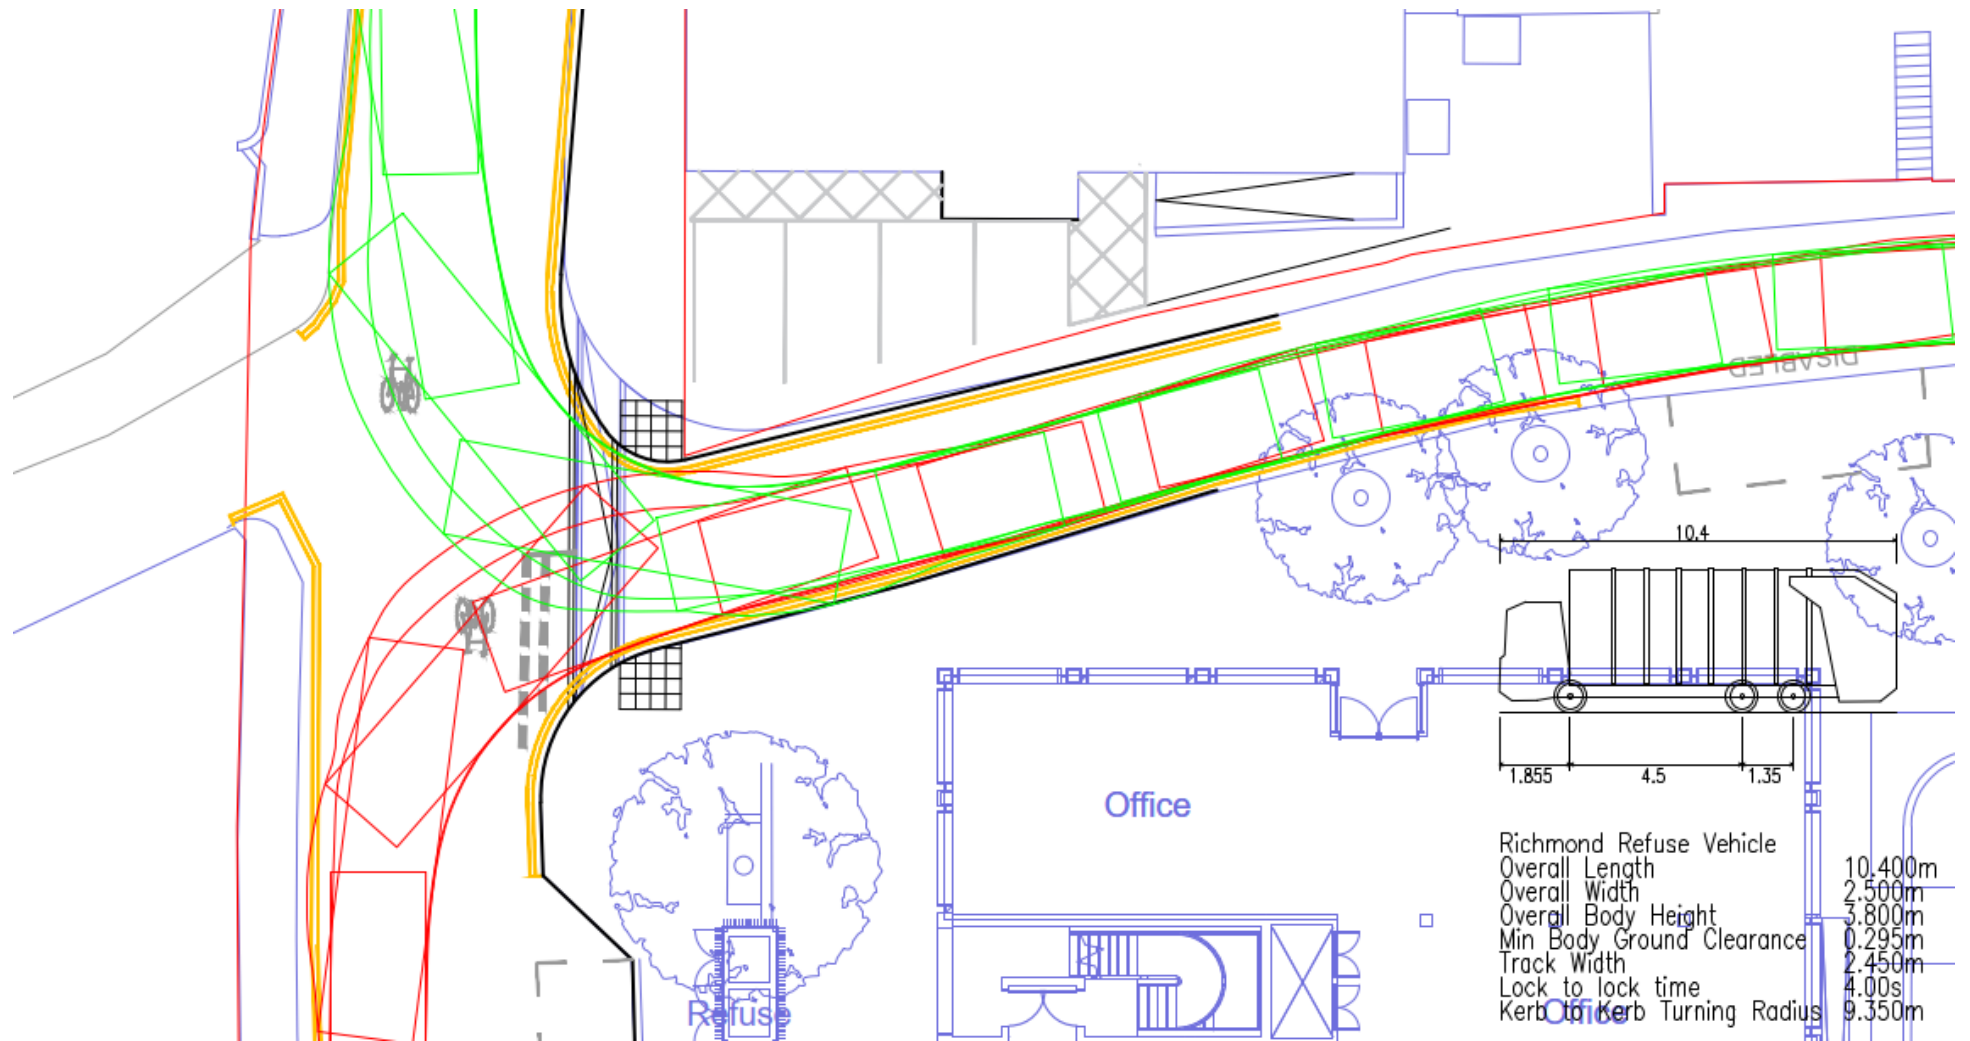 DISABLED
10.4
1.855
4.5
1.35
Office
Richmond Refuse Vehicle
Overall Length 10.400m
Overall Width 2.500m
Overall Body Height 3.800m
Min Body Ground Clearance 0.295m
Track Width 2.450m
Lock to lock time 4.00s
Kerb to Kerb Turning Radius 9.350m
Refuse
Office